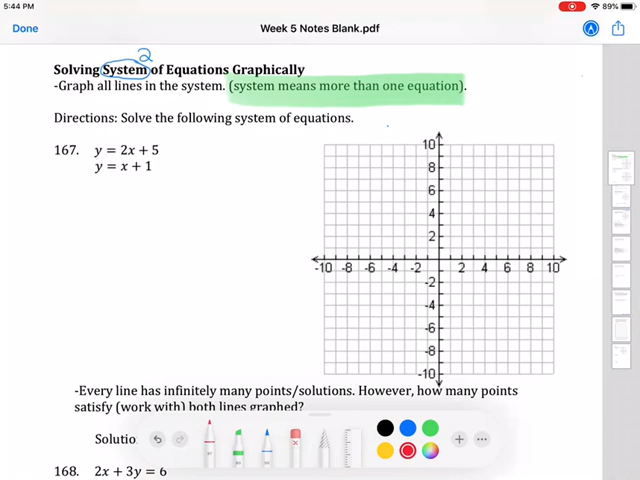 5:44 PM
89%
Done
Week 5 Notes Blank.pdf
2
Solving System of Equations Graphically
-Graph all lines in the system. (system means more than one equation).
Directions: Solve the following system of equations.
167. y = 2x + 5
y = x + 1
10
8
6
4
2
-10 -8 -6 -4 -2 2 4 6 8 10
-2
-4
-6
-8
-10
-Every line has infinitely many points/solutions. However, how many points
satisfy (work with) both lines graphed?
Solutio
168. 2x + 3y = 6